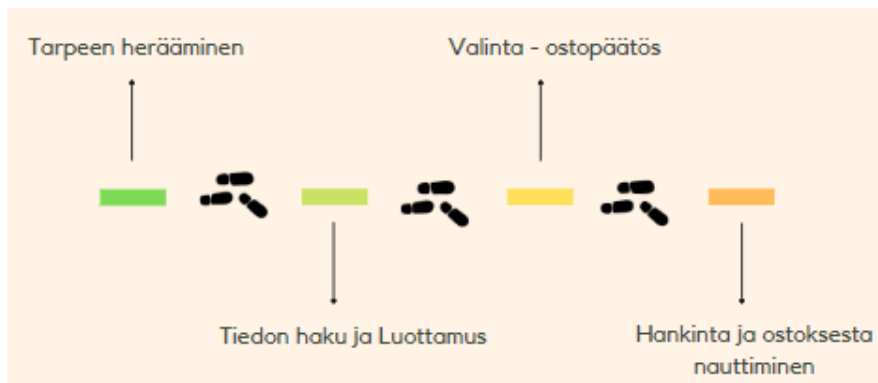 Tarpeen herääminen
Valinta - ostopäätös
Tiedon haku ja Luottamus
Hankinta ja ostoksesta
nauttiminen